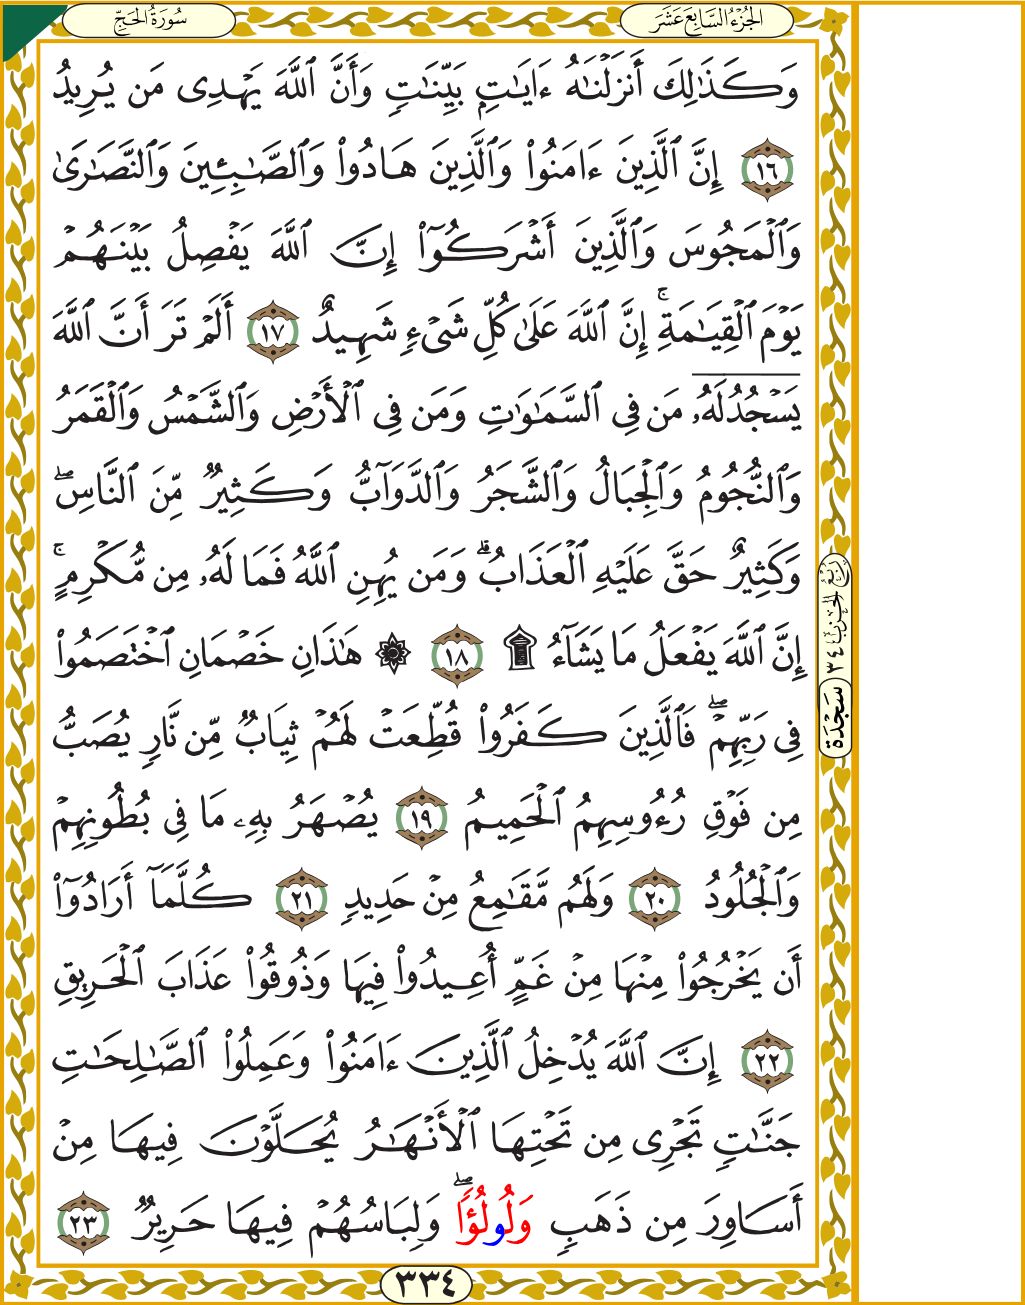 سُورَةُ الحَجِّ
الجُزْءُ السَّابِعَ عَشَرَ
وَكَذَٰلِكَ أَنزَلْنَٰهُ ءَايَٰتِۭ بَيِّنَٰتٖ وَأَنَّ ٱللَّهَ يَهْدِى مَن يُرِيدُ
١٦ إِنَّ ٱلَّذِينَ ءَامَنُوا۟ وَٱلَّذِينَ هَادُوا۟ وَٱلصَّٰبِـِٔينَ وَٱلنَّصَٰرَىٰ
وَٱلْمَجُوسَ وَٱلَّذِينَ أَشْرَكُوٓا۟ إِنَّ ٱللَّهَ يَفْصِلُ بَيْنَهُمْ
يَوْمَ ٱلْقِيَٰمَةِۚ إِنَّ ٱللَّهَ عَلَىٰ كُلِّ شَىْءٖ شَهِيدٌ ١٧ أَلَمْ تَرَ أَنَّ ٱللَّهَ
يَسْجُدُ لَهُۥ مَن فِى ٱلسَّمَٰوَٰتِ وَمَن فِى ٱلْأَرْضِ وَٱلشَّمْسُ وَٱلْقَمَرُ
وَٱلنُّجُومُ وَٱلْجِبَالُ وَٱلشَّجَرُ وَٱلدَّوَآبُّ وَكَثِيرٞ مِّنَ ٱلنَّاسِۖ
وَكَثِيرٌ حَقَّ عَلَيْهِ ٱلْعَذَابُۗ وَمَن يُهِنِ ٱللَّهُ فَمَا لَهُۥ مِن مُّكْرِمٍۚ
إِنَّ ٱللَّهَ يَفْعَلُ مَا يَشَآءُ ۩ ١٨ ۞ هَٰذَانِ خَصْمَانِ ٱخْتَصَمُوا۟
فِى رَبِّهِمْۖ فَٱلَّذِينَ كَفَرُوا۟ قُطِّعَتْ لَهُمْ ثِيَابٞ مِّن نَّارٖ يُصَبُّ
مِن فَوْقِ رُءُوسِهِمُ ٱلْحَمِيمُ ١٩ يُصْهَرُ بِهِۦ مَا فِى بُطُونِهِمْ
وَٱلْجُلُودُ ٢٠ وَلَهُم مَّقَٰمِعُ مِنْ حَدِيدٖ ٢١ كُلَّمَآ أَرَادُوٓا۟
أَن يَخْرُجُوا۟ مِنْهَا مِنْ غَمٍّ أُعِيدُوا۟ فِيهَا وَذُوقُوا۟ عَذَابَ ٱلْحَرِيقِ
٢٢ إِنَّ ٱللَّهَ يُدْخِلُ ٱلَّذِينَ ءَامَنُوا۟ وَعَمِلُوا۟ ٱلصَّٰلِحَٰتِ
جَنَّٰتٖ تَجْرِى مِن تَحْتِهَا ٱلْأَنْهَٰرُ يُحَلَّوْنَ فِيهَا مِنْ
أَسَاوِرَ مِن ذَهَبٖ وَلُولُؤٗاۖ وَلِبَاسُهُمْ فِيهَا حَرِيرٞ ٢٣
رُبْعُ الحِزْبِ ٣٤
سَجْدَة
٣٣٤